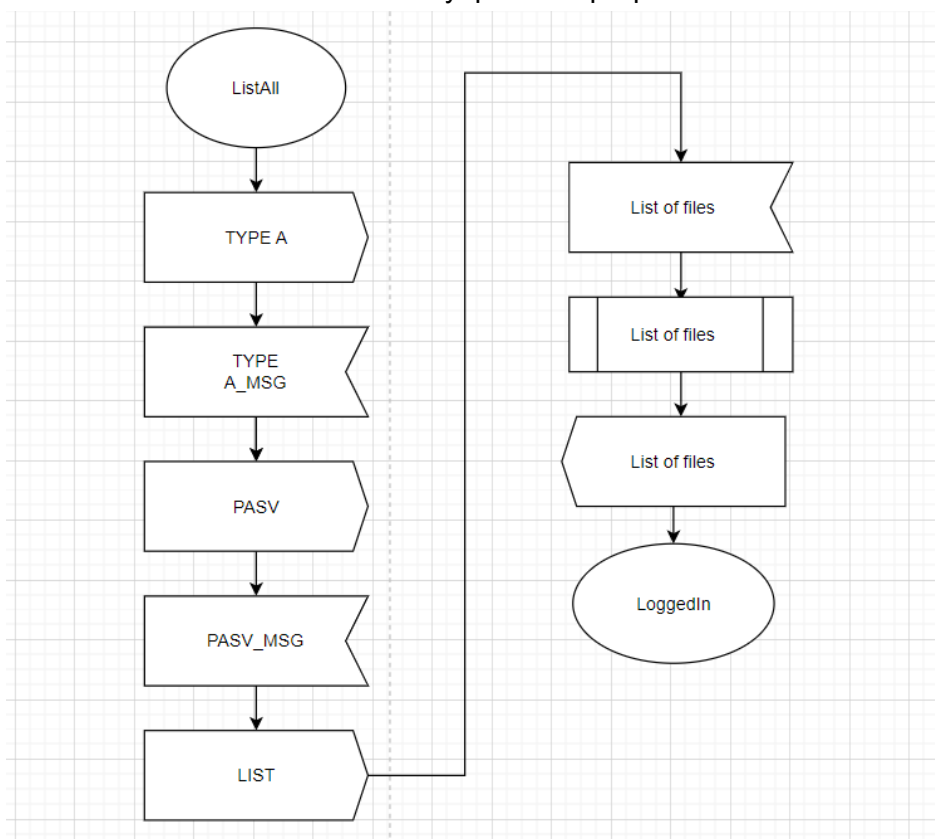 ListAll
TYPE A
TYPE
A_MSG
PASV
PASV_MSG
LIST
List of files
List of files
List of files
LoggedIn